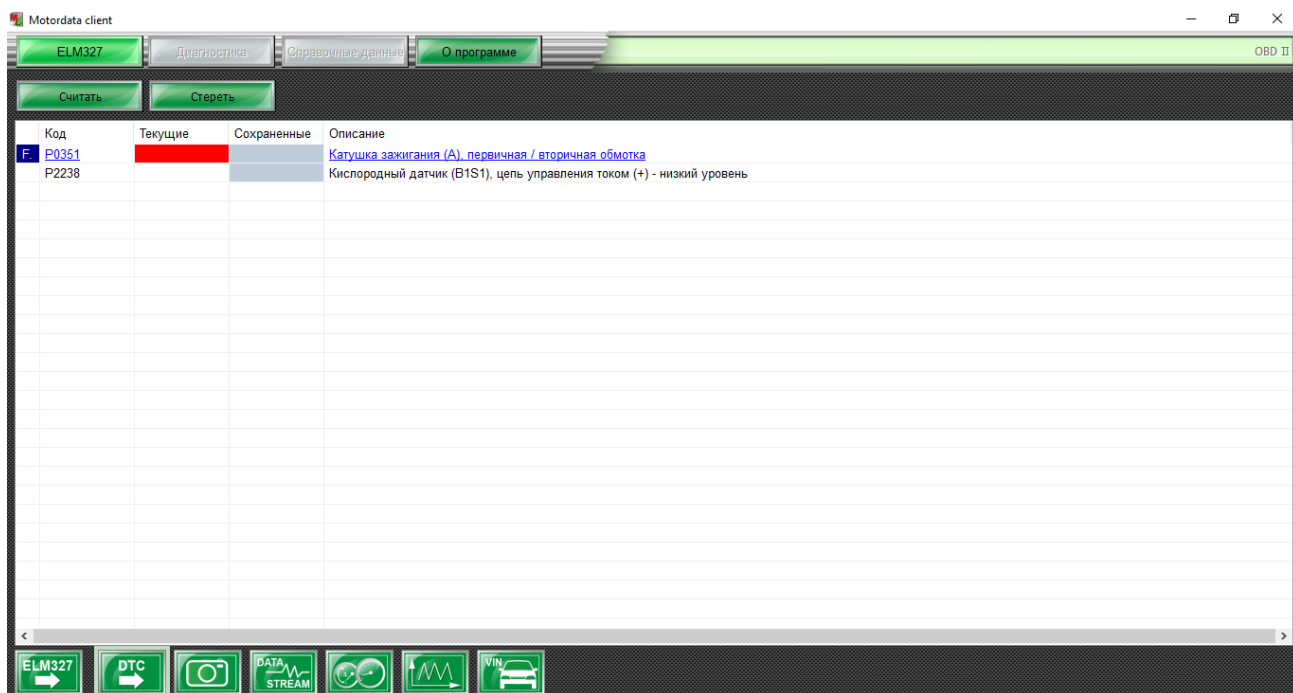 Motordata client
ELM327 Диагностика Справочные данные О программе OBD II
Считать Стереть
Код Текущие Сохраненные Описание
F. P0351 Катушка зажигания (A), первичная / вторичная обмотка
P2238 Кислородный датчик (B1S1), цепь управления током (+) - низкий уровень
ELM327 DTC DATA STREAM VIN